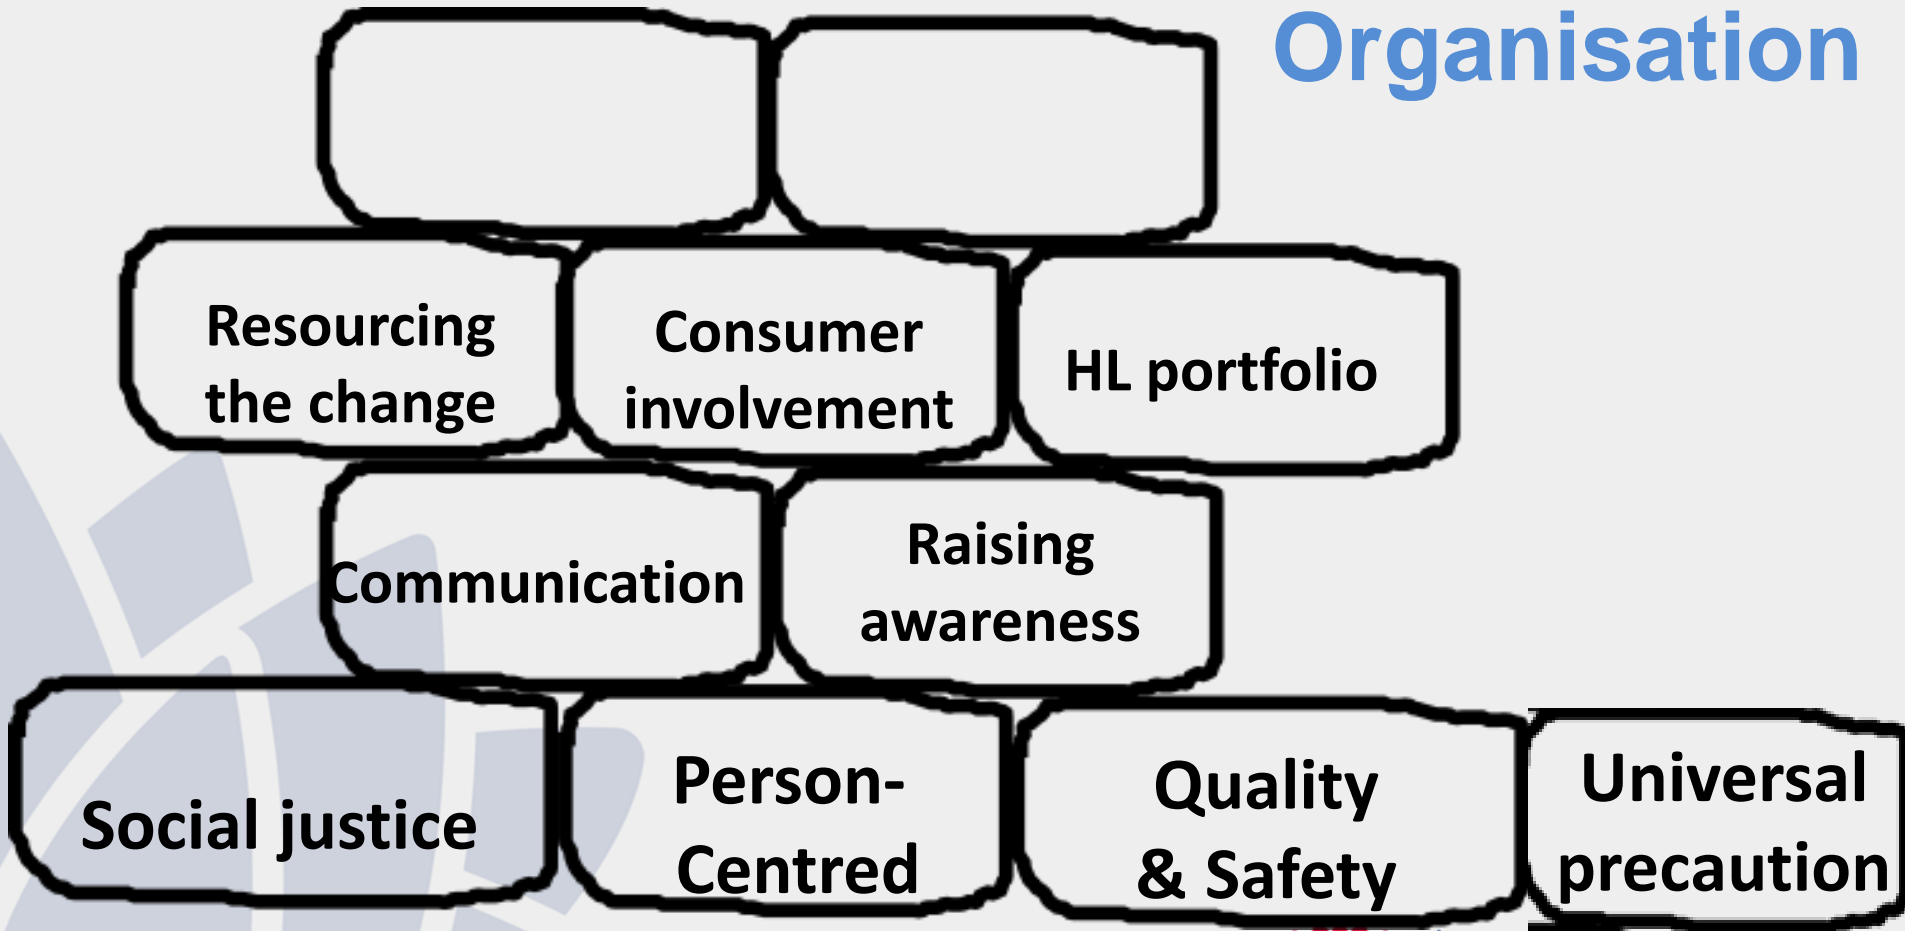 Organisation
Resourcing
the change
Consumer
involvement
HL portfolio
Communication
Raising
awareness
Social justice
Person-
Centred
Quality
& Safety
Universal
precaution